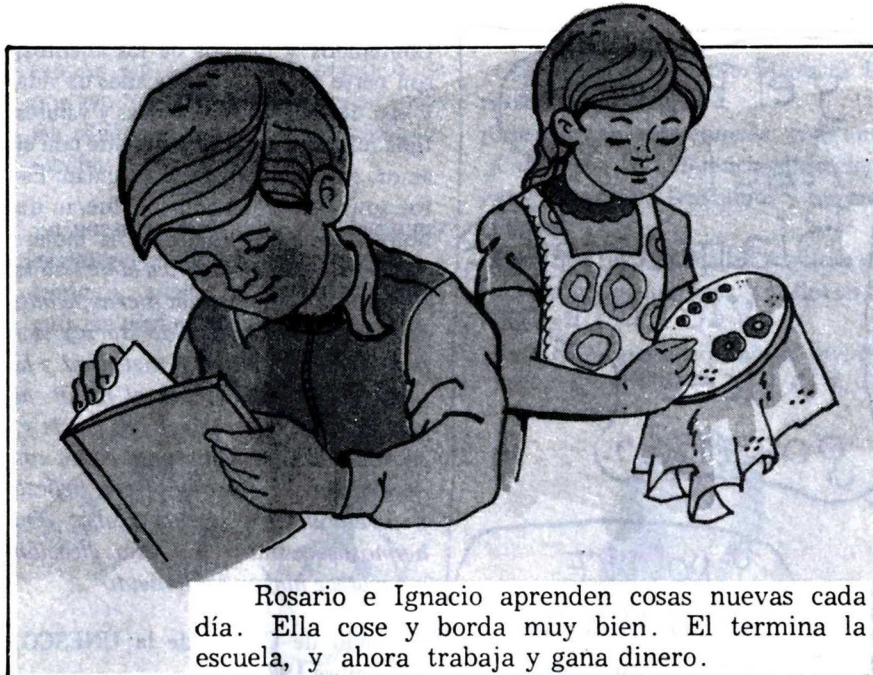 Rosario e Ignacio aprenden cosas nuevas cada
día. Ella cose y borda muy bien. El termina la
escuela, y ahora trabaja y gana dinero.